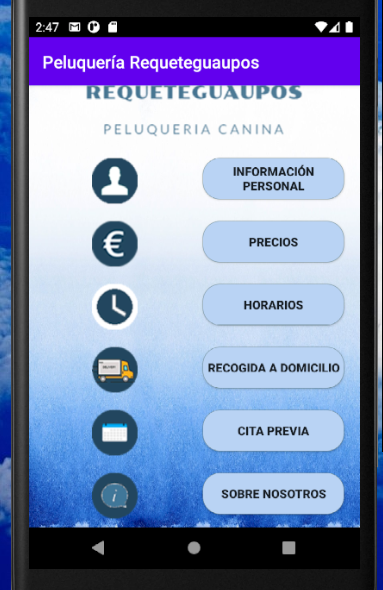 2:47
Peluquería Requeteguaupos
REQUETEGUAUPOS
PELUQUERIA CANINA
INFORMACIÓN
PERSONAL
€
PRECIOS
HORARIOS
RECOGIDA A DOMICILIO
CITA PREVIA
i
SOBRE NOSOTROS